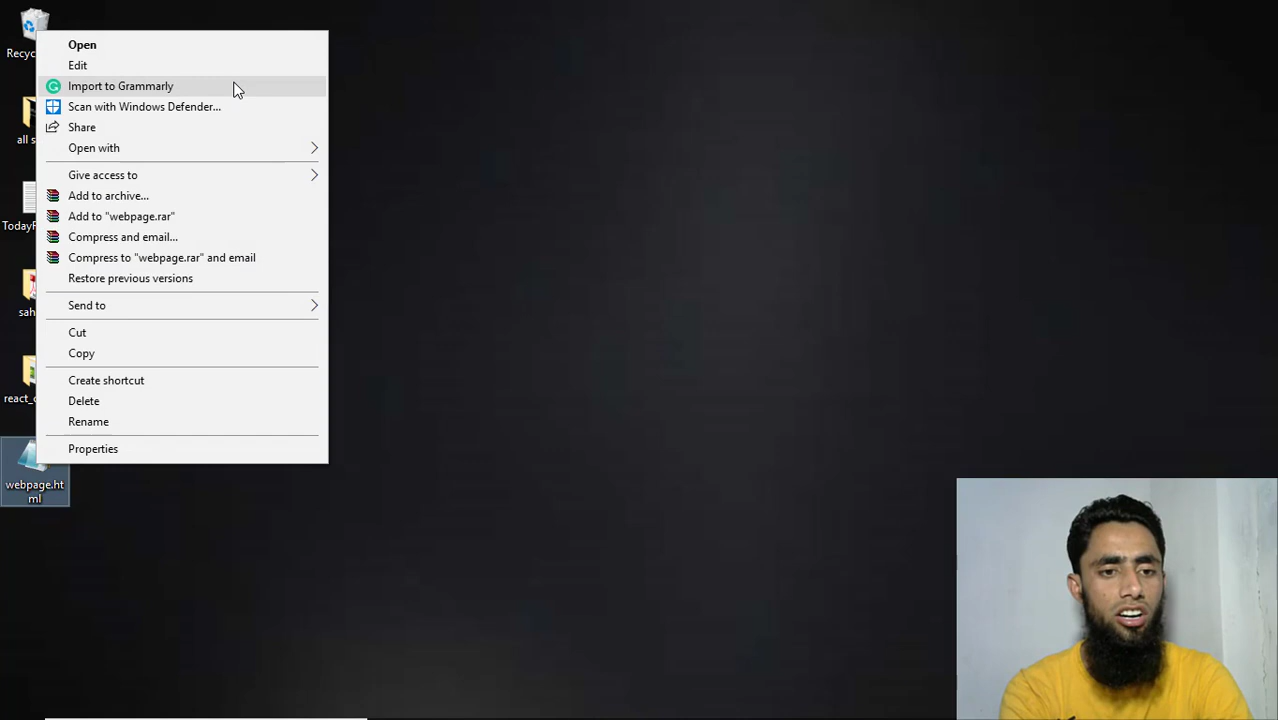 Recyc
Open
Edit
Import to Grammarly
Scan with Windows Defender...
Share
Open with
Give access to
Add to archive...
Add to "webpage.rar"
Compress and email...
Compress to "webpage.rar" and email
Restore previous versions
Send to
Cut
Copy
Create shortcut
Delete
Rename
Properties
all s
TodayR
sah
react_c
webpage.ht
ml